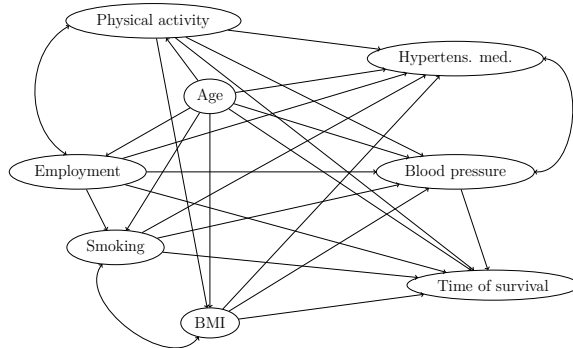 Physical activity
Hypertens. med.
Age
Employment
Blood pressure
Smoking
Time of survival
BMI